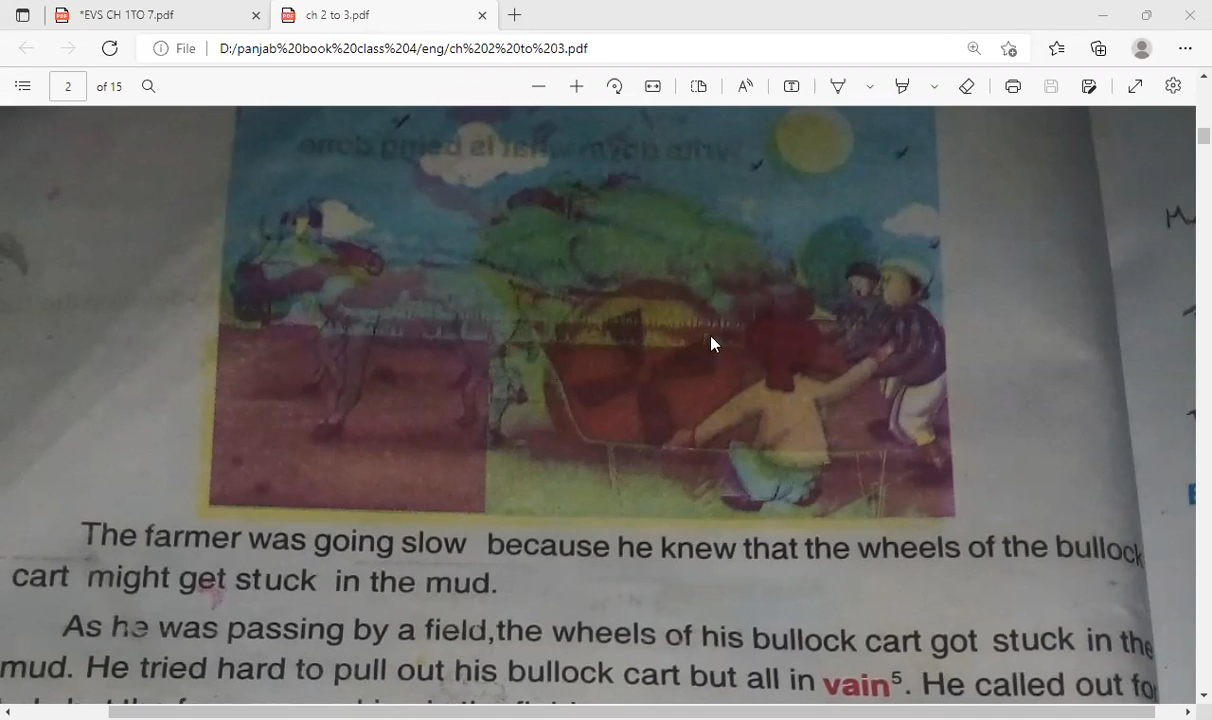 *EVS CH 1TO 7.pdf
ch 2 to 3.pdf
File D:/panjab%20book%20class%204/eng/ch%202%20to%203.pdf
2 of 15
The farmer was going slow because he knew that the wheels of the bullock
cart might get stuck in the mud.
As he was passing by a field,the wheels of his bullock cart got stuck in the
mud. He tried hard to pull out his bullock cart but all in vain⁵. He called out for